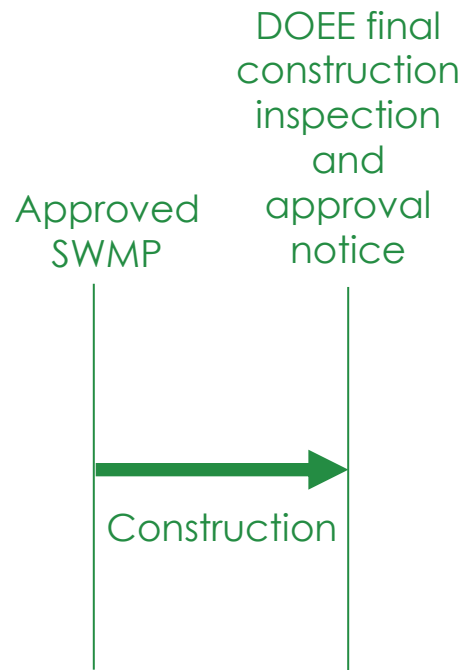 Approved
SWMP
DOEE final
construction
inspection
and
approval
notice
Construction